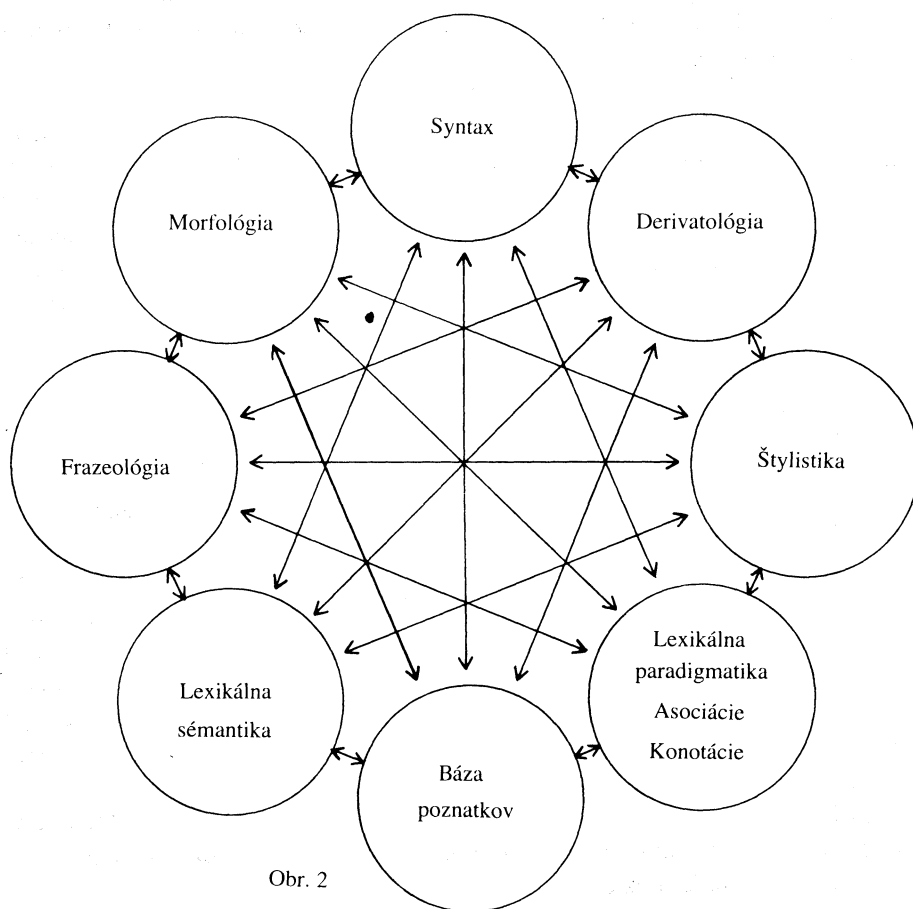 Syntax
Morfológia
Derivatológia
Frazeológia
Štylistika
Lexikálna
paradigmatika
Asociácie
Konotácie
Lexikálna
sémantika
Báza
poznatkov
Obr. 2